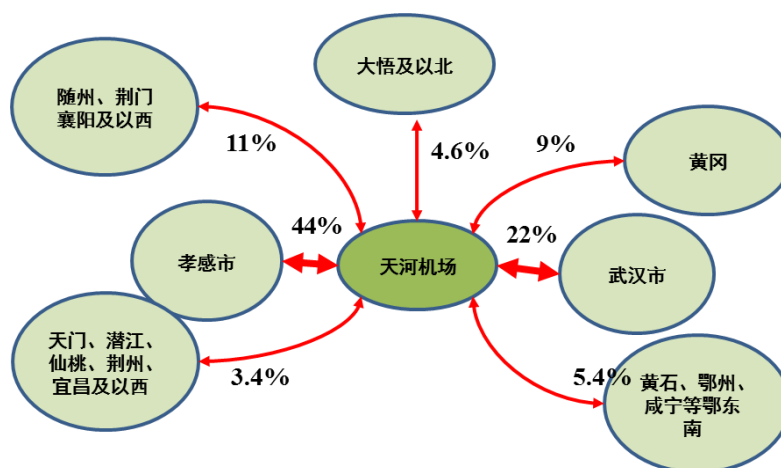 大悟及以北
随州、荆门
襄阳及以西
11%
4.6%
9%
黄冈
44%
22%
孝感市
天河机场
武汉市
天门、潜江、
仙桃、荆州、
宜昌及以西
3.4%
5.4%
黄石、鄂州、
咸宁等鄂东
南